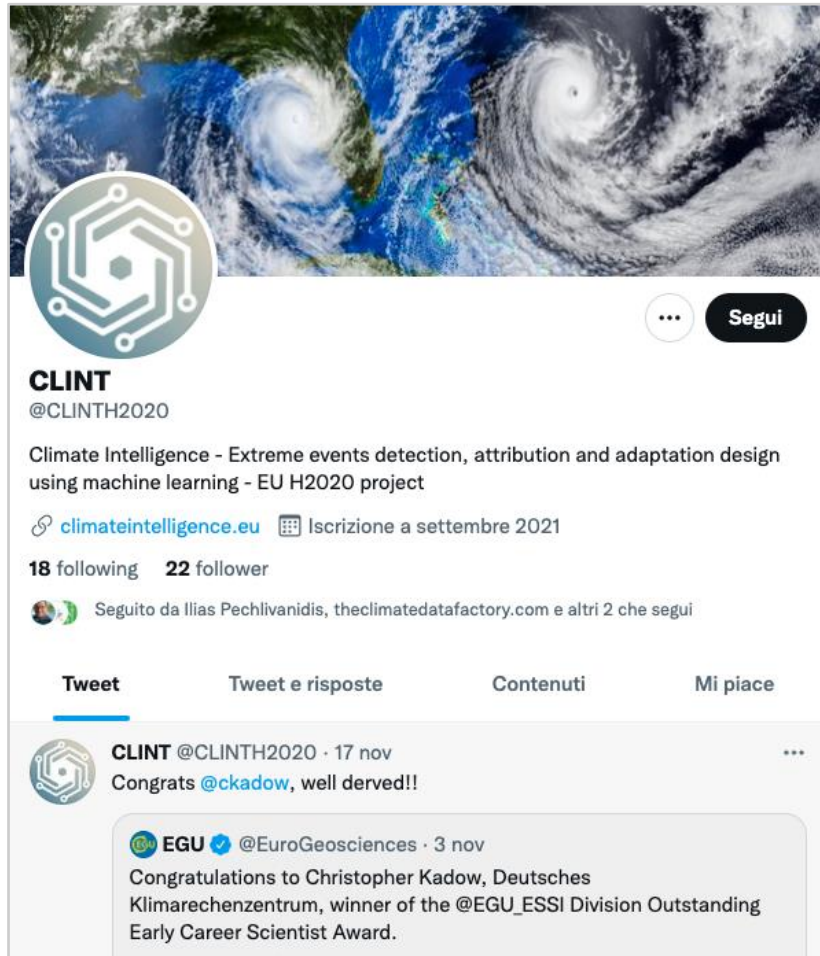 Segui
CLINT
@CLINTH2020
Climate Intelligence - Extreme events detection, attribution and adaptation design
using machine learning - EU H2020 project
climateintelligence.eu Iscrizione a settembre 2021
18 following 22 follower
Seguito da Ilias Pechlivanidis, theclimatedatafactory.com e altri 2 che segui
Tweet Tweet e risposte Contenuti Mi piace
CLINT @CLINTH2020 · 17 nov
Congrats @ckadow, well derved!!
EGU @EuroGeosciences · 3 nov
Congratulations to Christopher Kadow, Deutsches
Klimarechenzentrum, winner of the @EGU_ESSI Division Outstanding
Early Career Scientist Award.